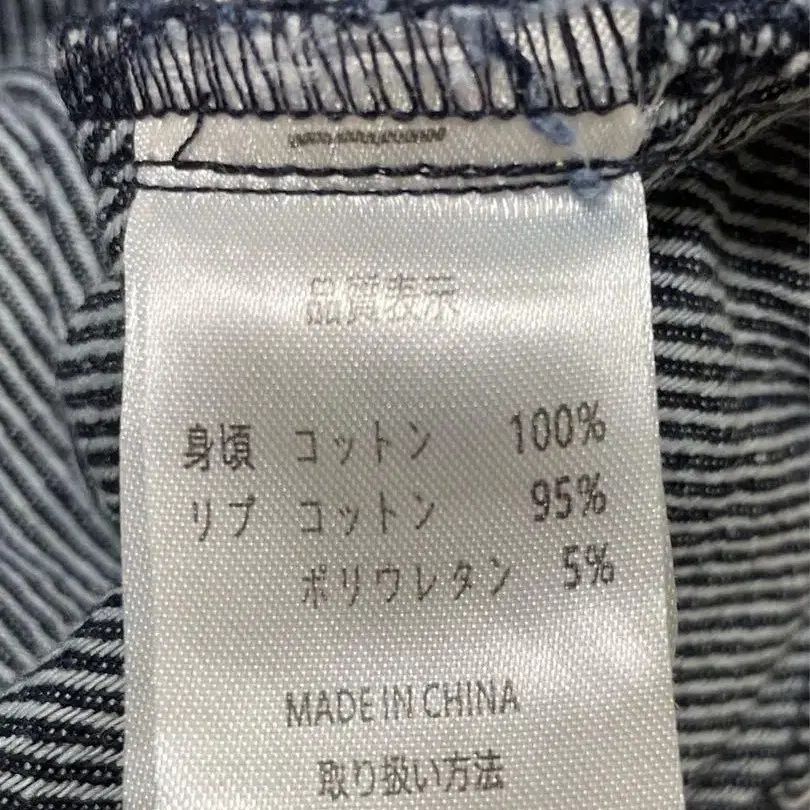 品質表示
身頃 コットン 100%
リブ コットン 95%
ポリウレタン 5%
MADE IN CHINA
取り扱い方法